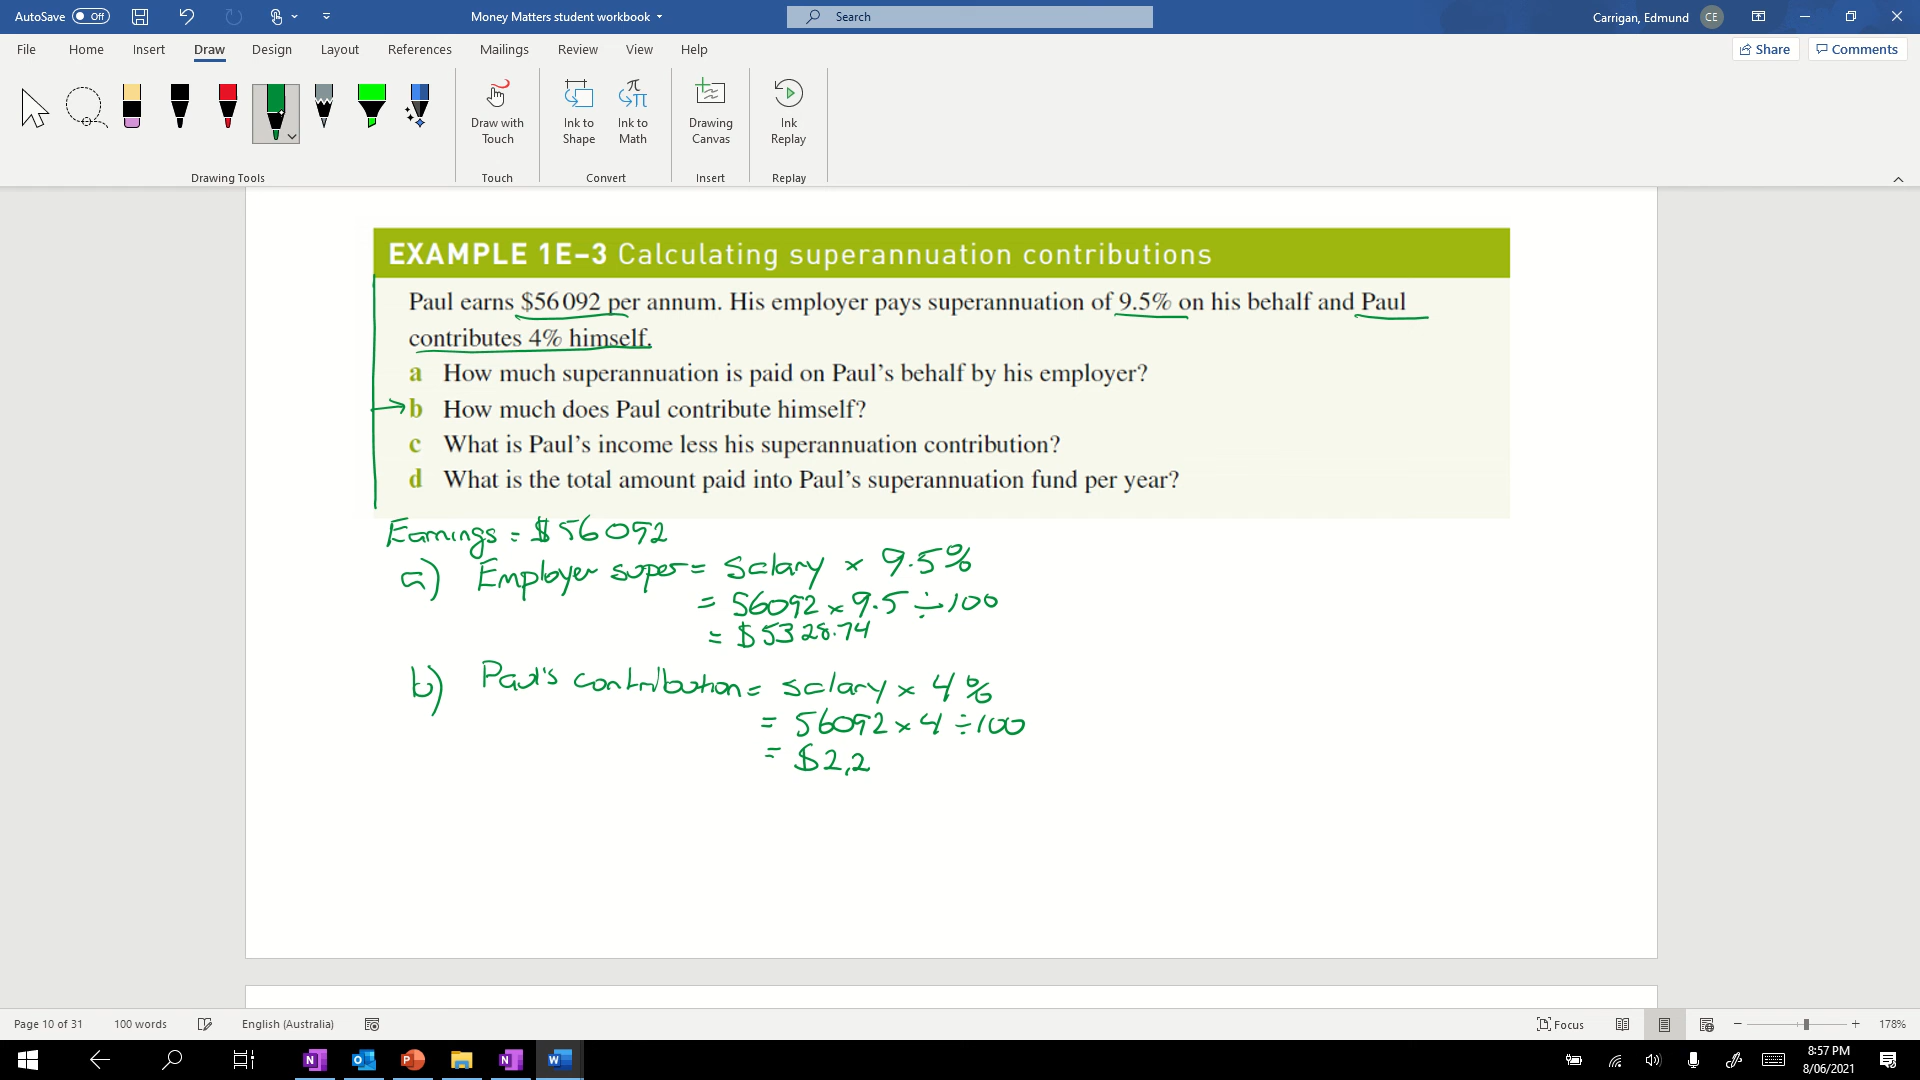 AutoSave Off Money Matters student workbook Search Carrigan, Edmund CE
File Home Insert Draw Design Layout References Mailings Review View Help Share Comments
Draw with Touch Ink to Shape Ink to Math Drawing Canvas Ink Replay
Drawing Tools Touch Convert Insert Replay
EXAMPLE 1E–3 Calculating superannuation contributions
Paul earns $56 092 per annum. His employer pays superannuation of 9.5% on his behalf and Paul
contributes 4% himself.
a How much superannuation is paid on Paul's behalf by his employer?
b How much does Paul contribute himself?
c What is Paul's income less his superannuation contribution?
d What is the total amount paid into Paul's superannuation fund per year?
Earnings = $56092
a) Employer super = salary × 9.5%
= 56092 × 9.5 ÷ 100
= $5328.74
b) Paul's contribution = salary × 4%
= 56092 × 4 ÷ 100
= $2,2
Page 10 of 31 100 words English (Australia) Focus 178%
8:57 PM
8/06/2021